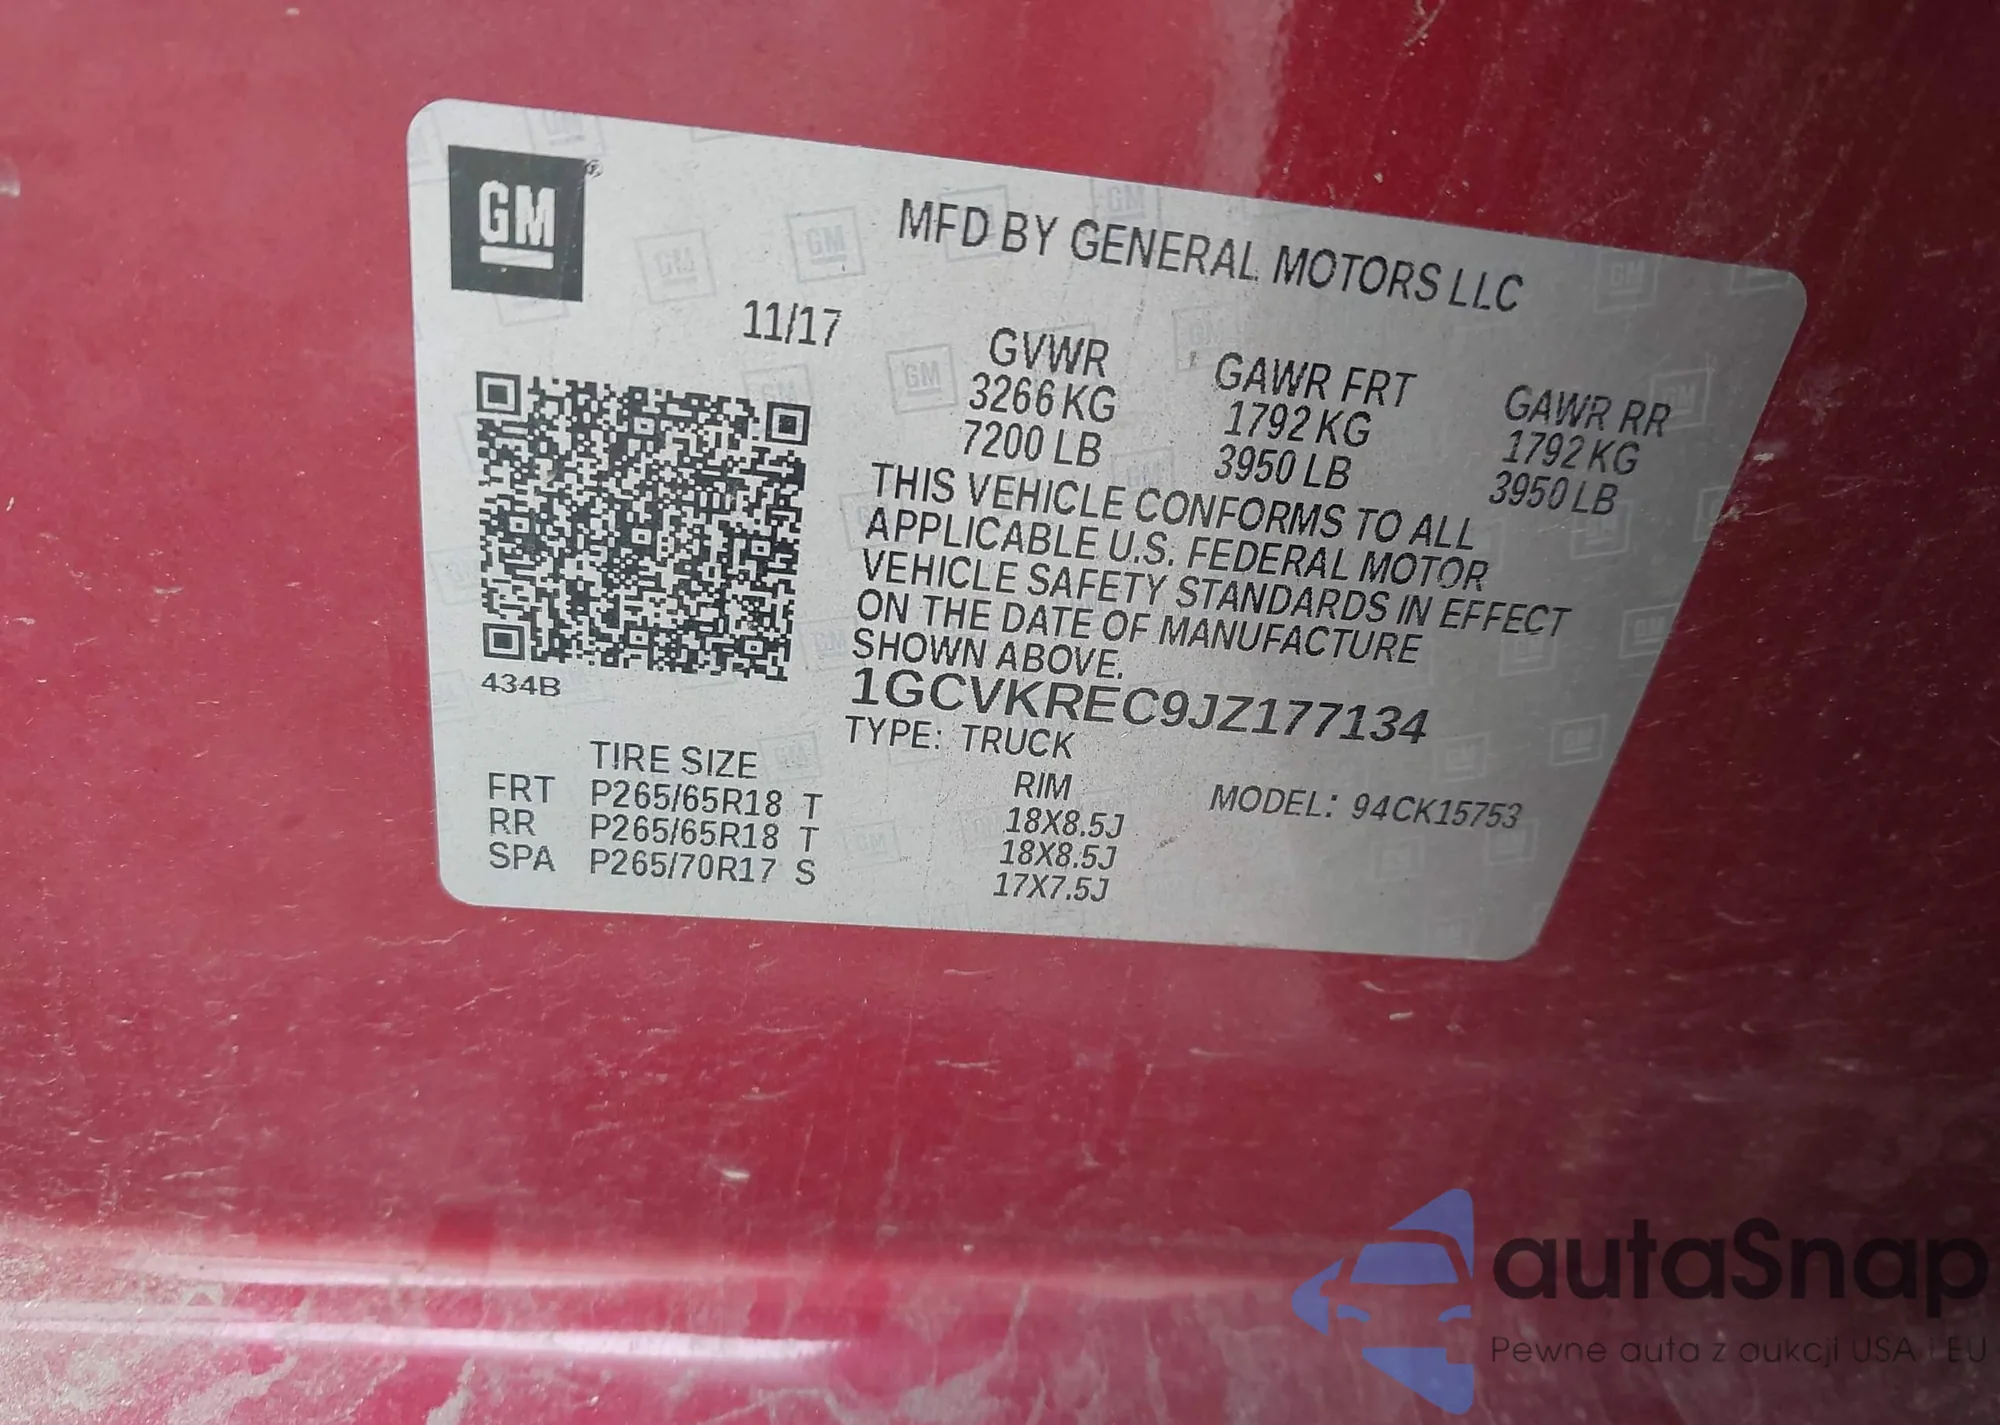 GM®
MFD BY GENERAL MOTORS LLC
11/17
GVWR GAWR FRT GAWR RR
3266 KG 1792 KG 1792 KG
7200 LB 3950 LB 3950 LB
THIS VEHICLE CONFORMS TO ALL
APPLICABLE U.S. FEDERAL MOTOR
VEHICLE SAFETY STANDARDS IN EFFECT
ON THE DATE OF MANUFACTURE
SHOWN ABOVE.
434B
1GCVKREC9JZ177134
TYPE: TRUCK
TIRE SIZE RIM MODEL: 94CK15753
FRT P265/65R18 T 18X8.5J
RR P265/65R18 T 18X8.5J
SPA P265/70R17 S 17X7.5J
autaSnap
Pewne auta z aukcji USA i EU